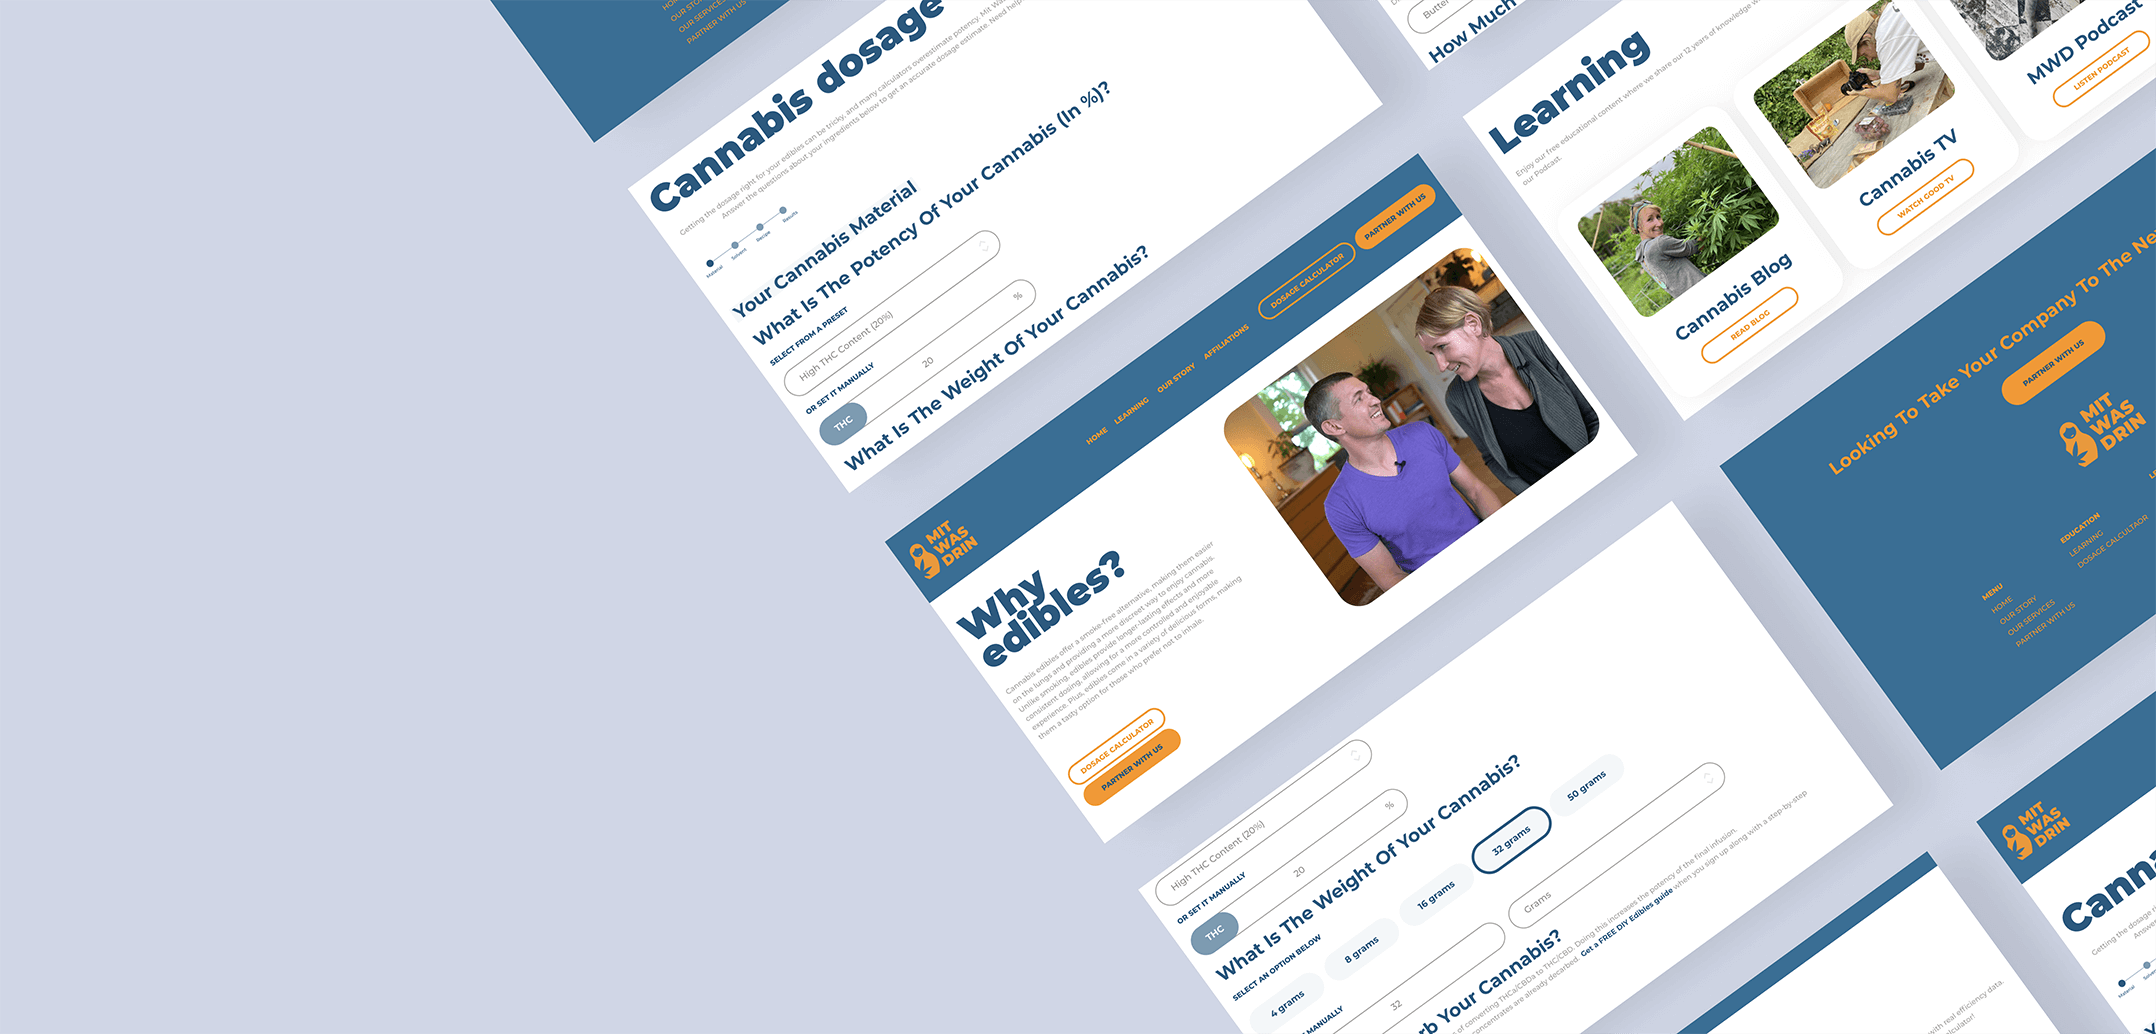 OUR STORY
OUR SERVICES
PARTNER WITH US
Cannabis dosage
Getting the dosage right for your edibles can be tricky, and many calculators overestimate potency. Mit Was
Answer the questions about your ingredients below to get an accurate dosage estimate. Need help
Material
Solvent
Recipe
Results
Your Cannabis Material
What Is The Potency Of Your Cannabis (In %)?
SELECT FROM A PRESET
High THC Content (20%)
OR SET IT MANUALLY
THC
20
%
What Is The Weight Of Your Cannabis?
Butter
How Much
Learning
Enjoy our free educational content where we share our 12 years of knowledge
our Podcast.
Cannabis Blog
READ BLOG
Cannabis TV
WATCH GOOD TV
MWD Podcast
LISTEN PODCAST
MIT
WAS
DRIN
HOME
LEARNING
OUR STORY
AFFILIATIONS
DOSAGE CALCULATOR
PARTNER WITH US
Why
edibles?
Cannabis edibles offer a smoke-free alternative, making them easier
on the lungs and providing a more discreet way to enjoy cannabis.
Unlike smoking, edibles provide longer-lasting effects and more
consistent dosing, allowing for a more controlled and enjoyable
experience. Plus, edibles come in a variety of delicious forms, making
them a tasty option for those who prefer not to inhale.
DOSAGE CALCULATOR
PARTNER WITH US
Looking To Take Your Company To The
PARTNER WITH US
MIT
WAS
DRIN
EDUCATION
LEARNING
DOSAGE CALCULTAOR
MENU
HOME
OUR STORY
OUR SERVICES
PARTNER WITH US
High THC Content (20%)
OR SET IT MANUALLY
THC
20
%
What Is The Weight Of Your Cannabis?
SELECT AN OPTION BELOW
4 grams
8 grams
16 grams
32 grams
50 grams
MANUALLY
32
Grams
Your Cannabis?
of converting THCa/CBDa to THC/CBD. Doing this increases the potency of the final infusion.
concentrates are already decarbed. Get a FREE DIY Edibles guide when you sign up along with a step-by-step
MIT
WAS
DRIN
Getting the dosage
Material
with real efficiency data.
calculator!